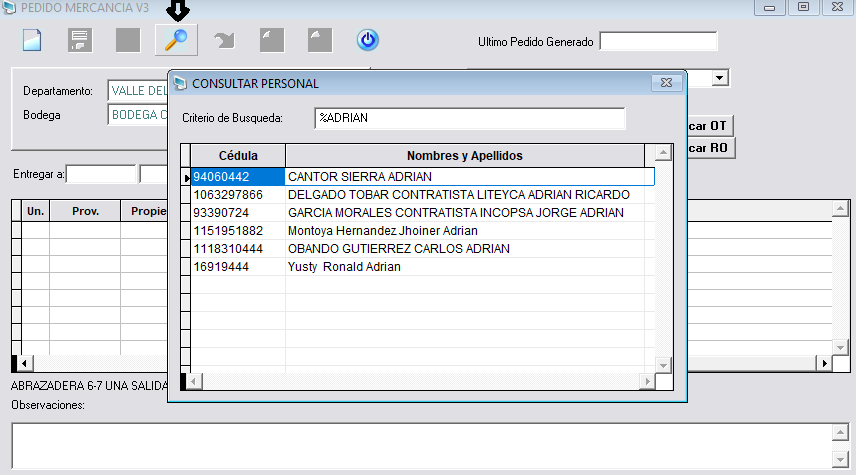 PEDIDO MERCANCIA V3
Ultimo Pedido Generado
Departamento: VALLE DEL
Bodega BODEGA C
car OT
car RO
Entregar a:
Un. Prov. Propie
CONSULTAR PERSONAL
Criterio de Busqueda: %ADRIAN
Cédula Nombres y Apellidos
94060442 CANTOR SIERRA ADRIAN
1063297866 DELGADO TOBAR CONTRATISTA LITEYCA ADRIAN RICARDO
93390724 GARCIA MORALES CONTRATISTA INCOPSA JORGE ADRIAN
1151951882 Montoya Hernandez Jhoiner Adrian
1118310444 OBANDO GUTIERREZ CARLOS ADRIAN
16919444 Yusty Ronald Adrian
ABRAZADERA 6-7 UNA SALIDA
Observaciones: